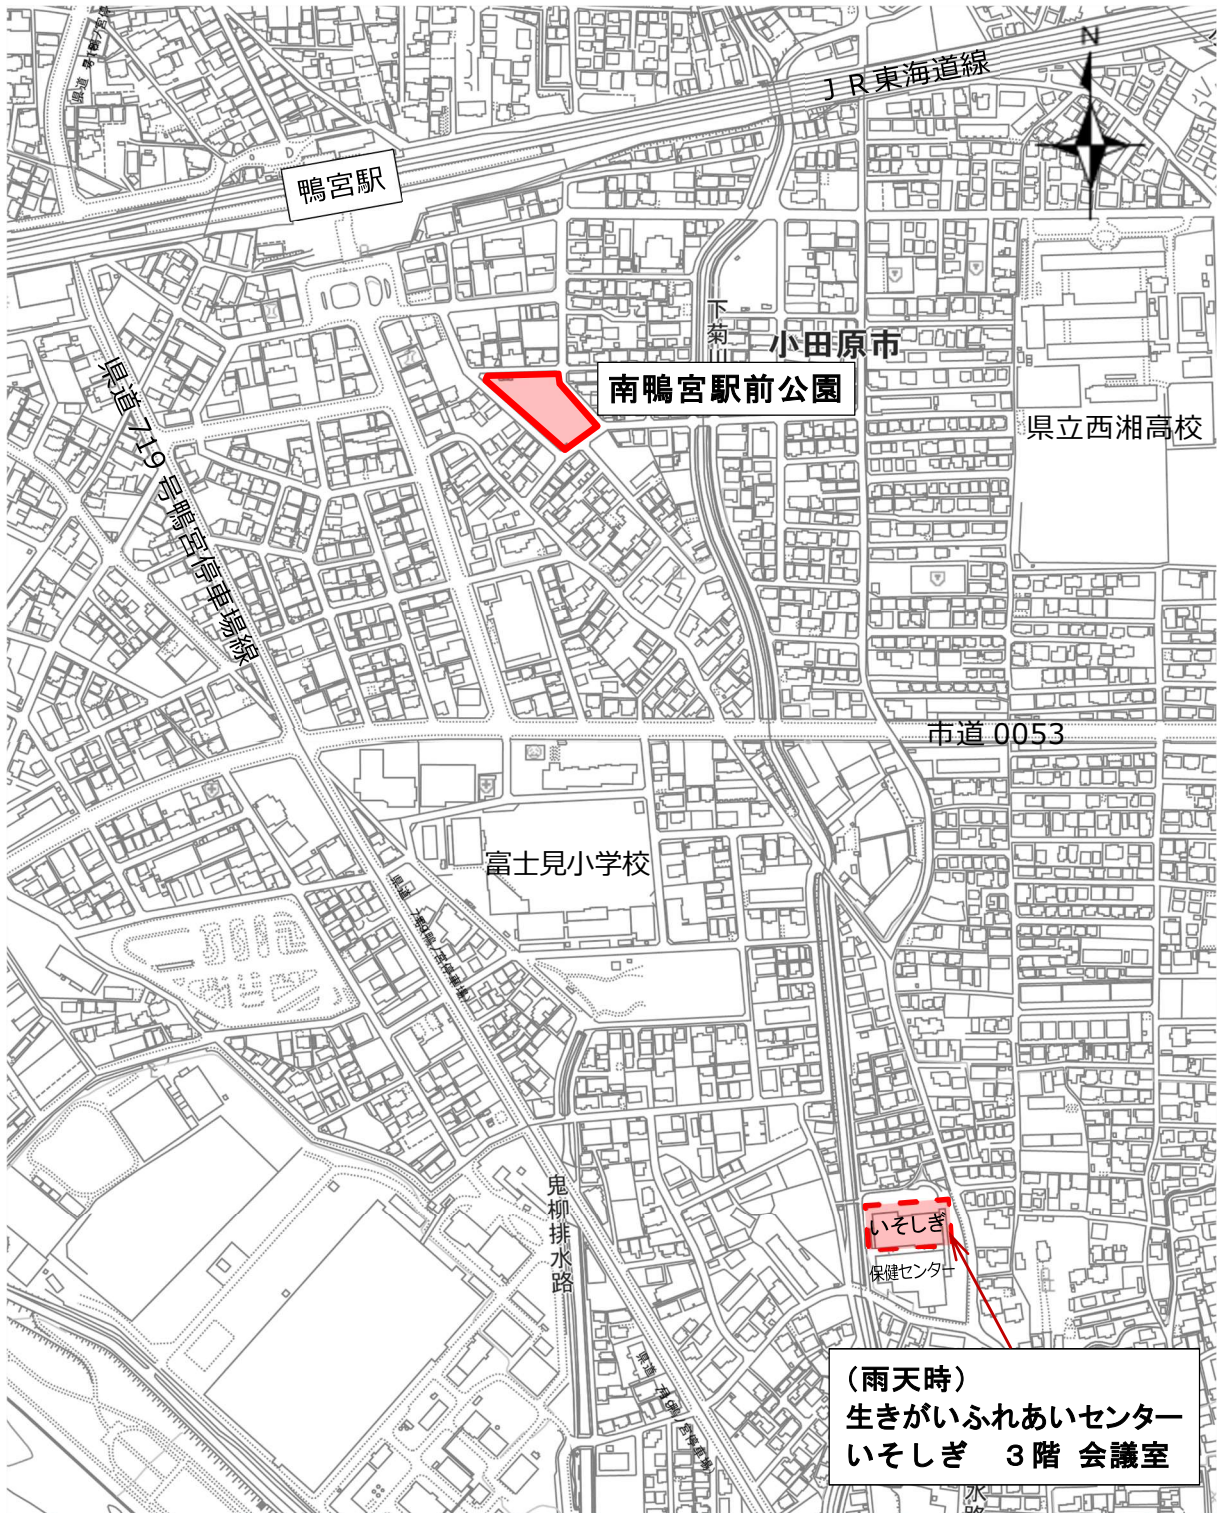 N
ＪＲ東海道線
鴨宮駅
下菊川
小田原市
南鴨宮駅前公園
県道 719 号鴨宮停車場線
県立西湘高校
市道 0053
富士見小学校
鬼柳排水路
いそしぎ
保健センター
（雨天時）
生きがいふれあいセンター
いそしぎ　３階 会議室
水路